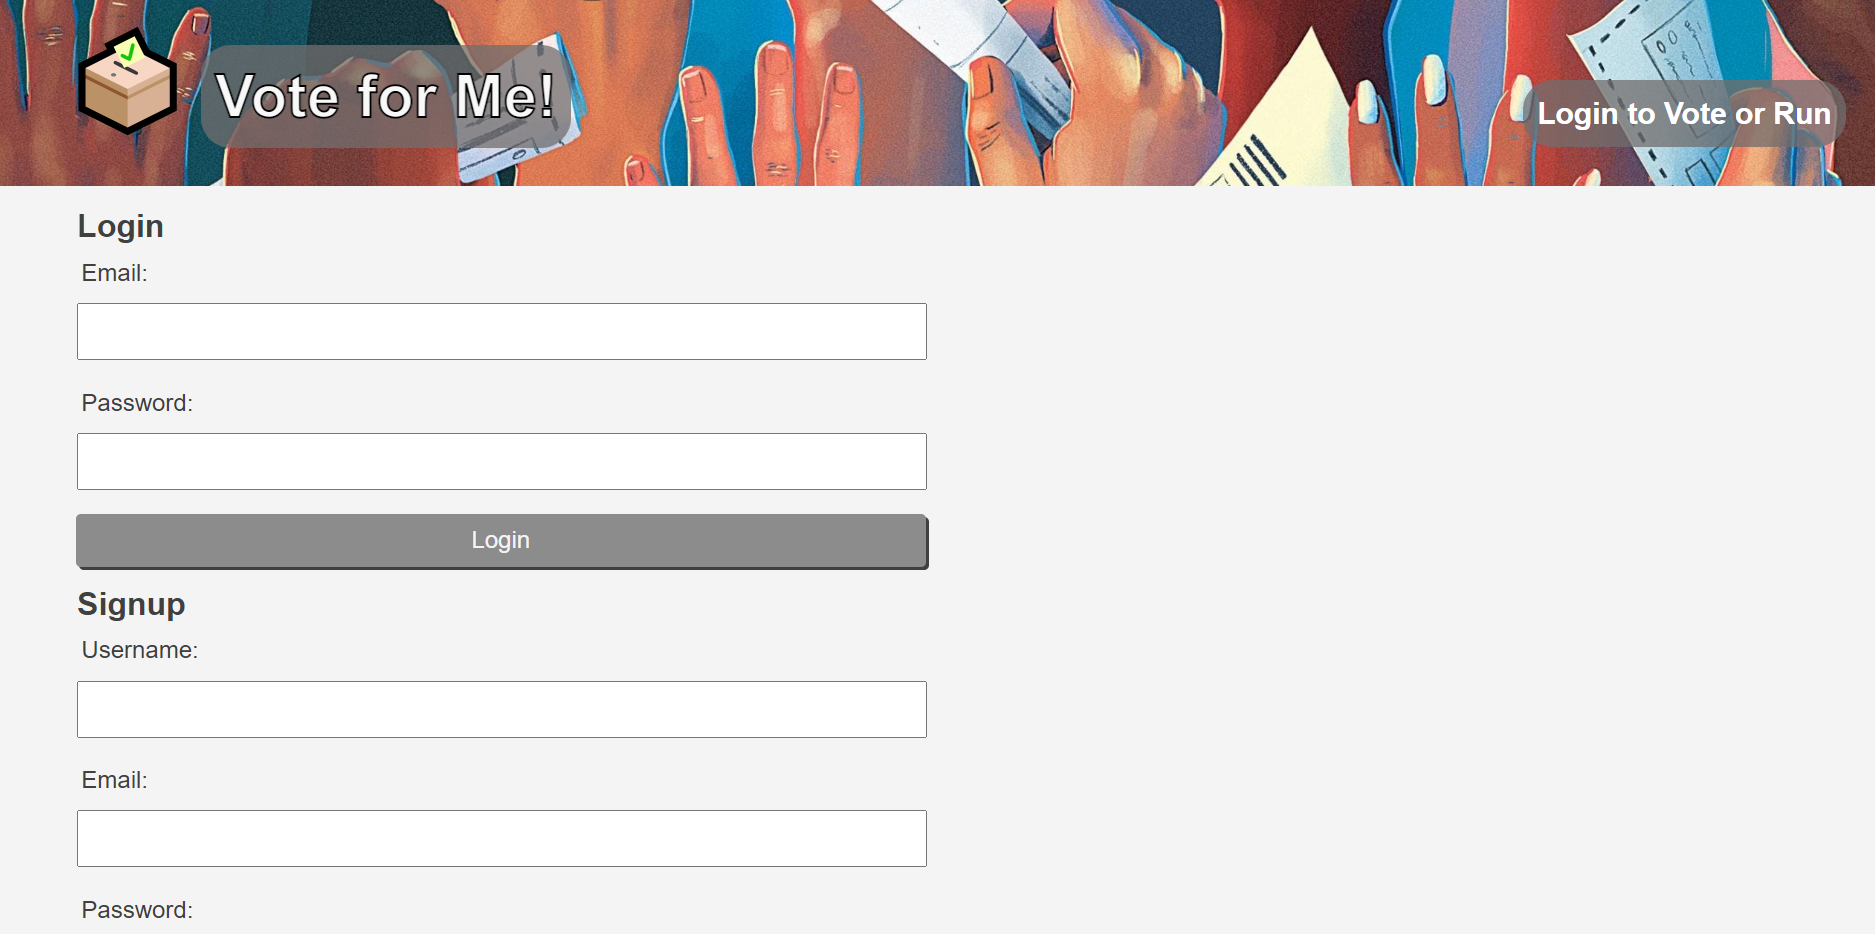 Vote for Me!
Login to Vote or Run
Login
Email:
Password:
Login
Signup
Username:
Email:
Password: